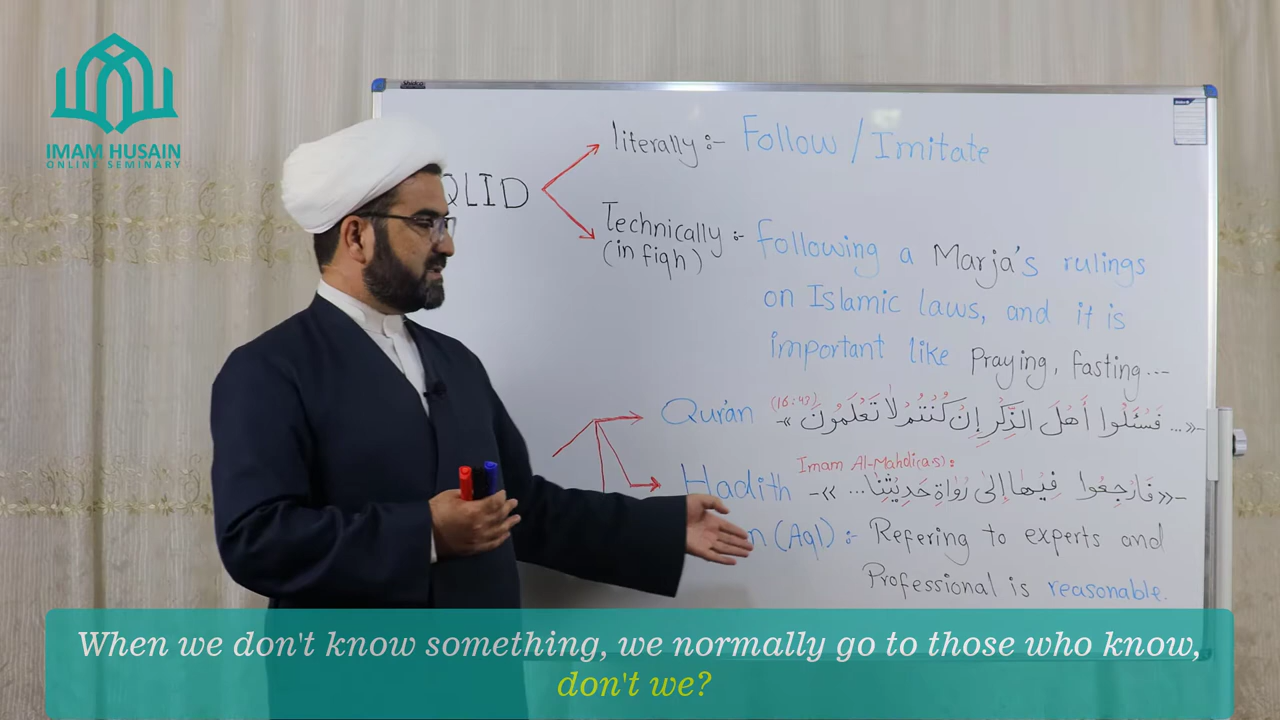 IMAM HUSAIN
ONLINE SEMINARY
QLID
literally :- Follow / Imitate
Technically :- Following a Marja's rulings
(in fiqh)
on Islamic laws, and it is
important like Praying, fasting...
Qur'an (16:43) «... فَسْئَلُوا أَهْلَ الذِّكْرِ إِنْ كُنْتُمْ لَا تَعْلَمُونَ»
Imam Al-Mahdi(a.s):
Hadith «فَارْجِعُوا فِيهَا إِلَى رُوَاةِ حَدِيثِنَا...»
n (Aql) :- Refering to experts and
Professional is reasonable.
When we don't know something, we normally go to those who know,
don't we?